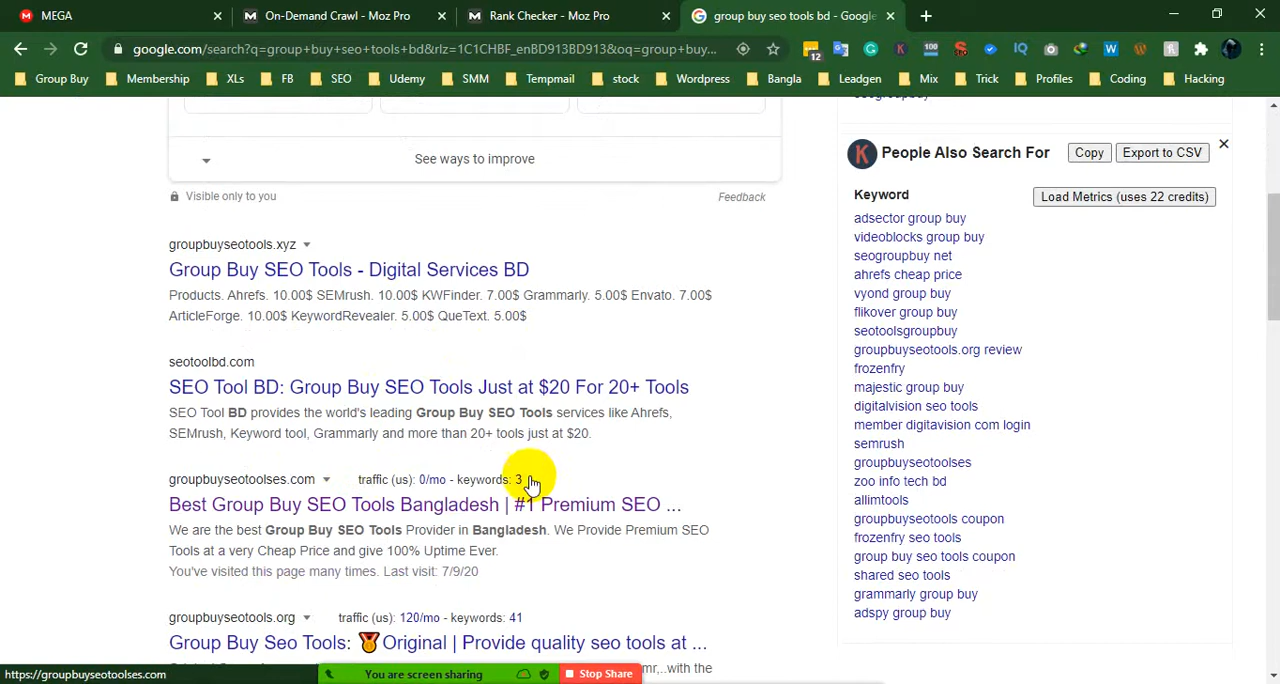 MEGA
On-Demand Crawl - Moz Pro
Rank Checker - Moz Pro
group buy seo tools bd - Google
google.com/search?q=group+buy+seo+tools+bd&rlz=1C1CHBF_enBD913BD913&oq=group+buy...
12
100
IQ
W
Group Buy
Membership
XLs
FB
SEO
Udemy
SMM
Tempmail
stock
Wordpress
Bangla
Leadgen
Mix
Trick
Profiles
Coding
Hacking
See ways to improve
Visible only to you
Feedback
groupbuyseotools.xyz
Group Buy SEO Tools - Digital Services BD
Products. Ahrefs. 10.00$ SEMrush. 10.00$ KWFinder. 7.00$ Grammarly. 5.00$ Envato. 7.00$
ArticleForge. 10.00$ KeywordRevealer. 5.00$ QueText. 5.00$
seotoolbd.com
SEO Tool BD: Group Buy SEO Tools Just at $20 For 20+ Tools
SEO Tool BD provides the world's leading Group Buy SEO Tools services like Ahrefs,
SEMrush, Keyword tool, Grammarly and more than 20+ tools just at $20.
groupbuyseotoolses.com traffic (us): 0/mo - keywords: 3
Best Group Buy SEO Tools Bangladesh | #1 Premium SEO ...
We are the best Group Buy SEO Tools Provider in Bangladesh. We Provide Premium SEO
Tools at a very Cheap Price and give 100% Uptime Ever.
You've visited this page many times. Last visit: 7/9/20
groupbuyseotools.org traffic (us): 120/mo - keywords: 41
Group Buy Seo Tools: 🏅Original | Provide quality seo tools at ...
mr,..with the
K People Also Search For
Copy
Export to CSV
Keyword
Load Metrics (uses 22 credits)
adsector group buy
videoblocks group buy
seogroupbuy net
ahrefs cheap price
vyond group buy
flikover group buy
seotoolsgroupbuy
groupbuyseotools.org review
frozenfry
majestic group buy
digitalvision seo tools
member digitavision com login
semrush
groupbuyseotoolses
zoo info tech bd
allimtools
groupbuyseotools coupon
frozenfry seo tools
group buy seo tools coupon
shared seo tools
grammarly group buy
adspy group buy
https://groupbuyseotoolses.com
You are screen sharing
Stop Share